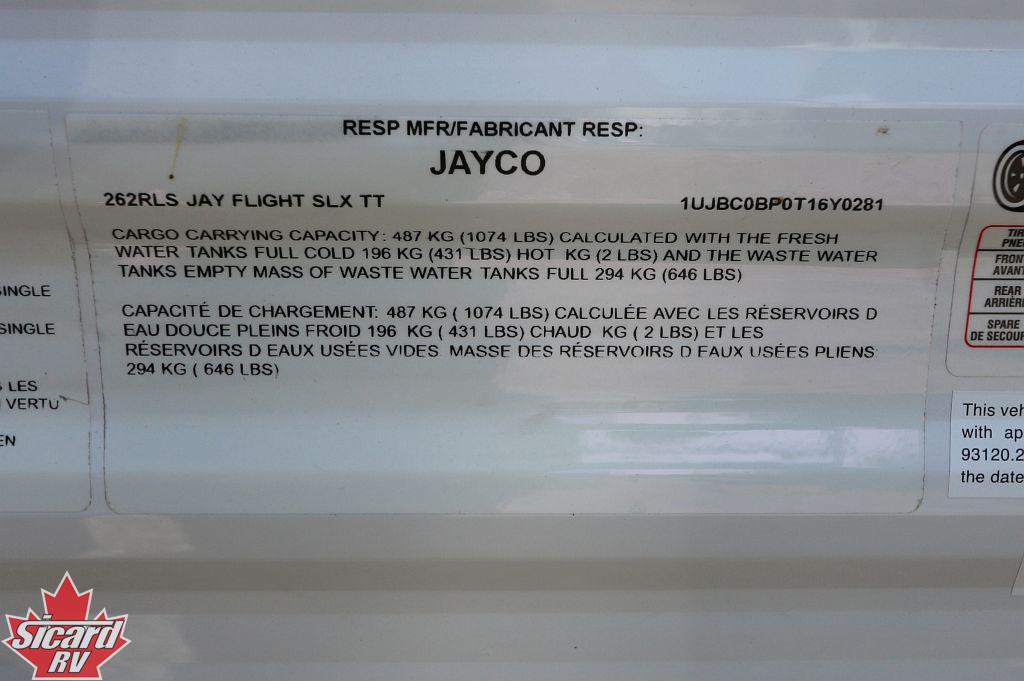 RESP MFR/FABRICANT RESP:
JAYCO
262RLS JAY FLIGHT SLX TT 1UJBC0BP0T16Y0281
CARGO CARRYING CAPACITY: 487 KG (1074 LBS) CALCULATED WITH THE FRESH
WATER TANKS FULL COLD 196 KG (431 LBS) HOT KG (2 LBS) AND THE WASTE WATER
TANKS EMPTY MASS OF WASTE WATER TANKS FULL 294 KG (646 LBS)
CAPACITÉ DE CHARGEMENT: 487 KG ( 1074 LBS) CALCULÉE AVEC LES RÉSERVOIRS D
EAU DOUCE PLEINS FROID 196 KG ( 431 LBS) CHAUD KG ( 2 LBS) ET LES
RÉSERVOIRS D EAUX USÉES VIDES. MASSE DES RÉSERVOIRS D EAUX USÉES PLIENS:
294 KG ( 646 LBS)
SINGLE
SINGLE
LES
VERTU
EN
TIR
PNE
FRON
AVANT
REAR
ARRIÈR
SPARE
DE SECOUR
This veh
with ap
93120.2
the date
Sicard
RV